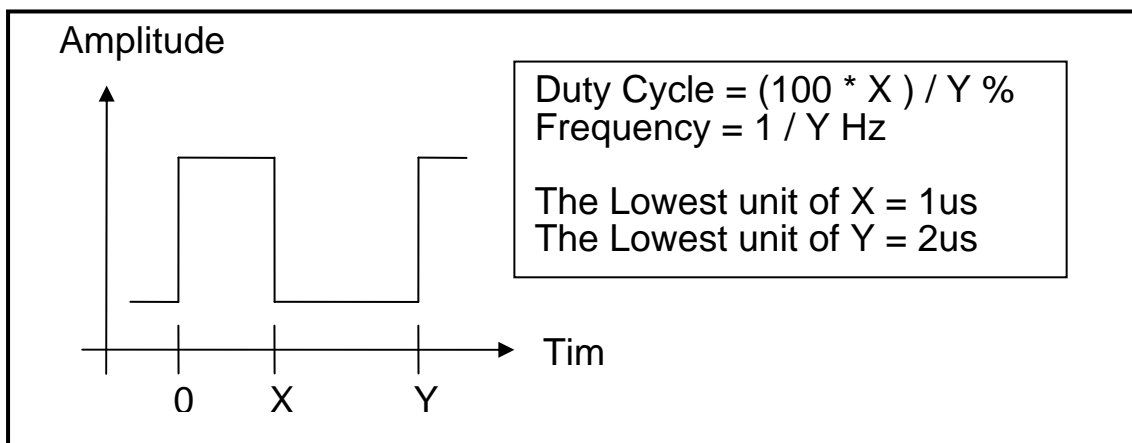 Amplitude
Duty Cycle = (100 * X ) / Y %
Frequency = 1 / Y Hz
The Lowest unit of X = 1us
The Lowest unit of Y = 2us
Tim
0 X Y